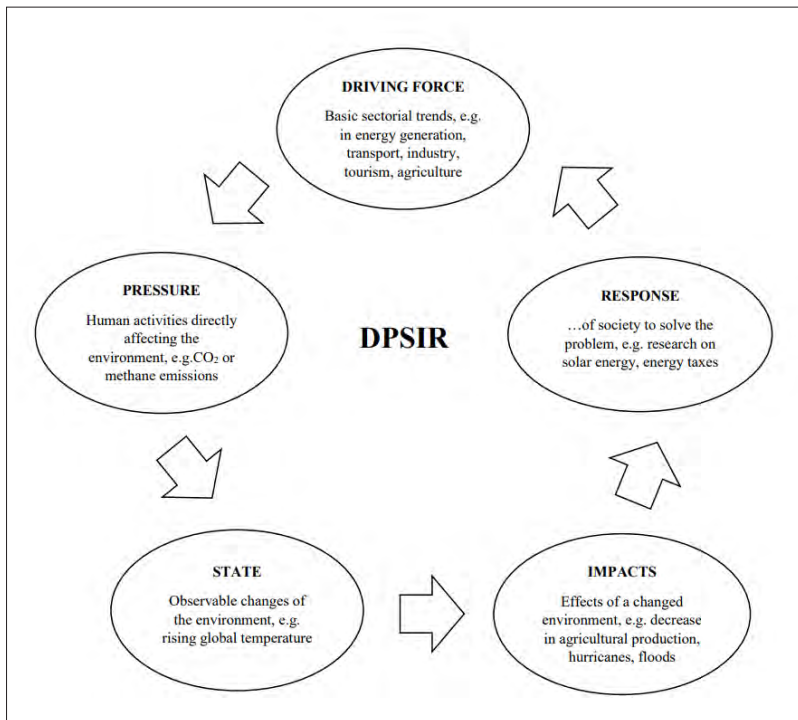 DRIVING FORCE
Basic sectorial trends, e.g.
in energy generation,
transport, industry,
tourism, agriculture
PRESSURE
Human activities directly
affecting the
environment, e.g.CO₂ or
methane emissions
DPSIR
RESPONSE
…of society to solve the
problem, e.g. research on
solar energy, energy taxes
STATE
Observable changes of
the environment, e.g.
rising global temperature
IMPACTS
Effects of a changed
environment, e.g. decrease
in agricultural production,
hurricanes, floods